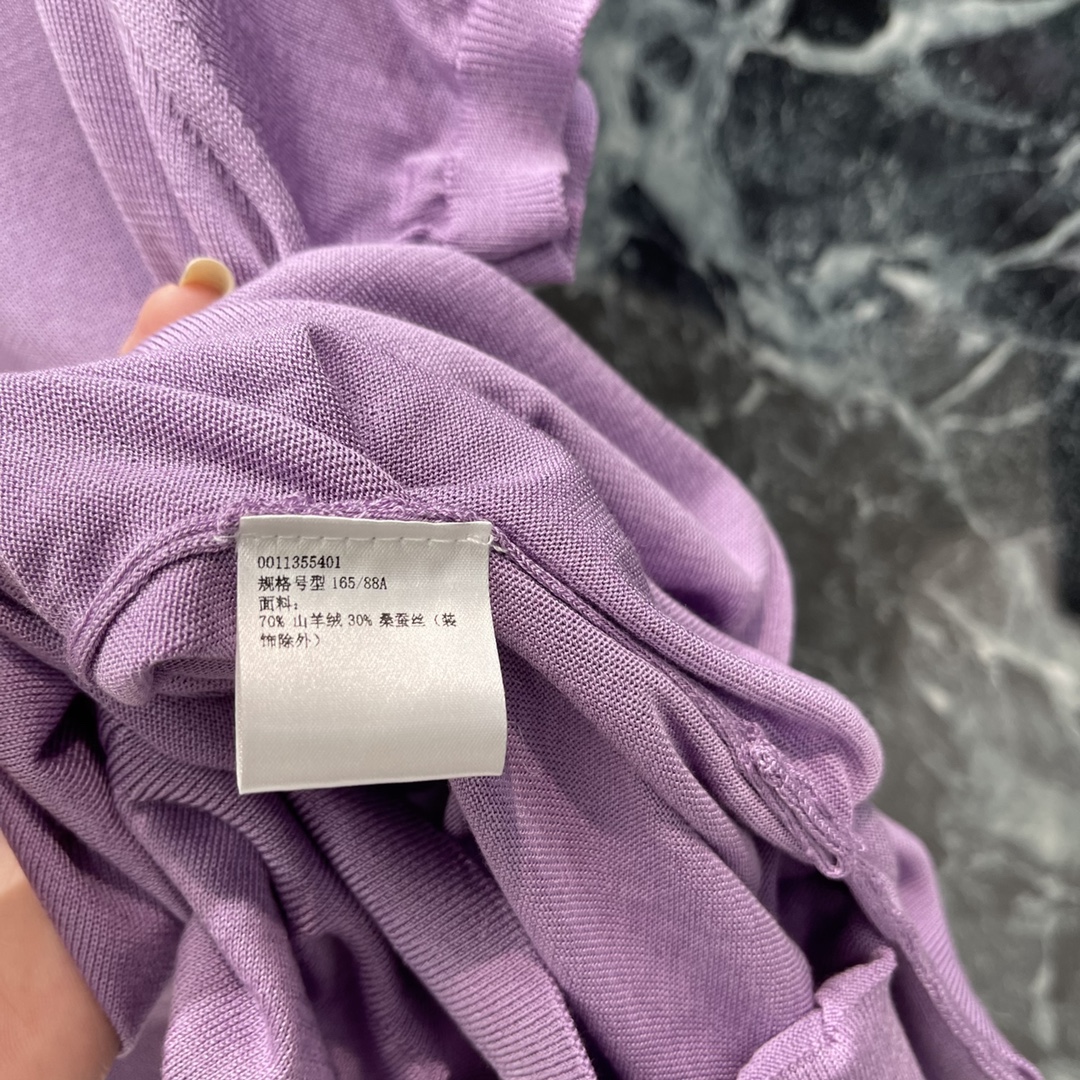 0011355401
规格号型 165/88A
面料:
70% 山羊绒 30% 桑蚕丝（装
饰除外）